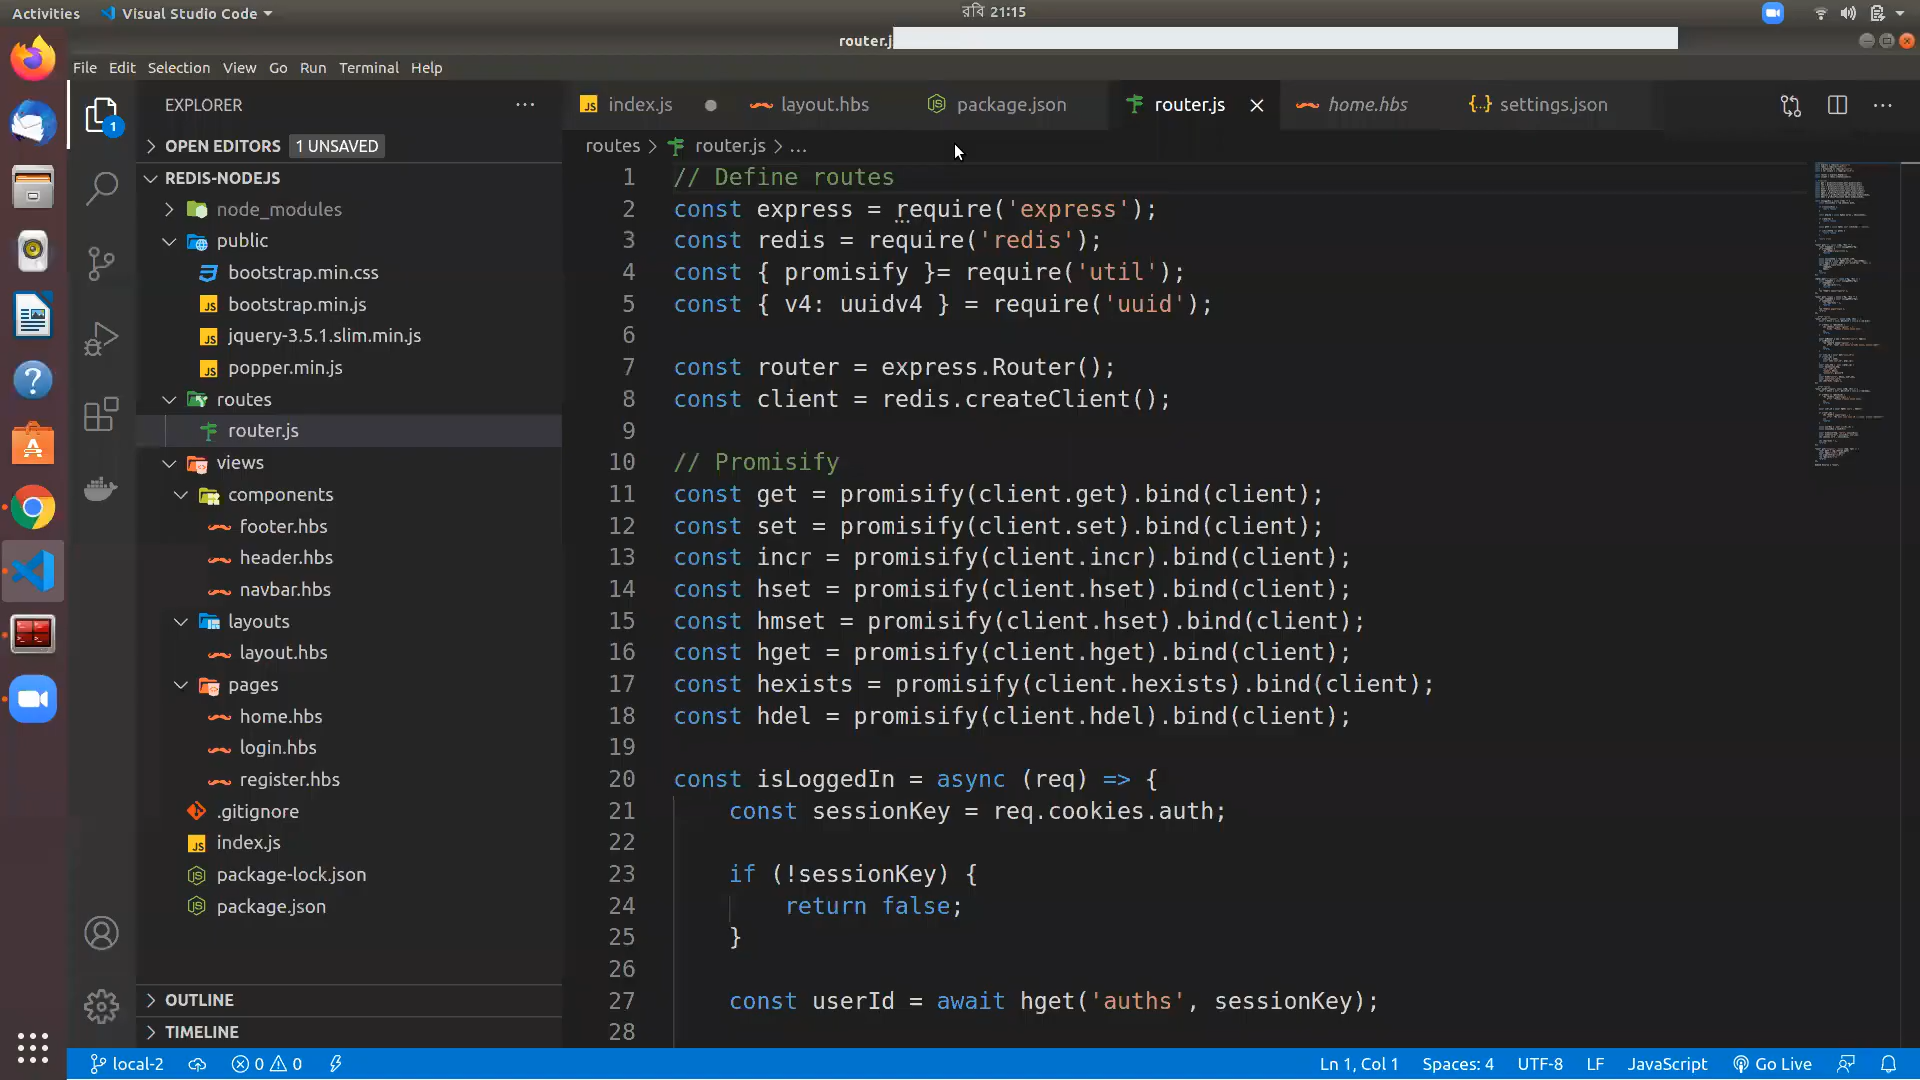 Activities Visual Studio Code রবি 21:15
router.j
File Edit Selection View Go Run Terminal Help
EXPLORER
OPEN EDITORS 1 UNSAVED
REDIS-NODEJS
node_modules
public
bootstrap.min.css
bootstrap.min.js
jquery-3.5.1.slim.min.js
popper.min.js
routes
router.js
views
components
footer.hbs
header.hbs
navbar.hbs
layouts
layout.hbs
pages
home.hbs
login.hbs
register.hbs
.gitignore
index.js
package-lock.json
package.json
OUTLINE
TIMELINE
index.js layout.hbs package.json router.js home.hbs settings.json
routes > router.js > ...
1 // Define routes
2 const express = require('express');
3 const redis = require('redis');
4 const { promisify }= require('util');
5 const { v4: uuidv4 } = require('uuid');
6
7 const router = express.Router();
8 const client = redis.createClient();
9
10 // Promisify
11 const get = promisify(client.get).bind(client);
12 const set = promisify(client.set).bind(client);
13 const incr = promisify(client.incr).bind(client);
14 const hset = promisify(client.hset).bind(client);
15 const hmset = promisify(client.hset).bind(client);
16 const hget = promisify(client.hget).bind(client);
17 const hexists = promisify(client.hexists).bind(client);
18 const hdel = promisify(client.hdel).bind(client);
19
20 const isLoggedIn = async (req) => {
21 const sessionKey = req.cookies.auth;
22
23 if (!sessionKey) {
24 return false;
25 }
26
27 const userId = await hget('auths', sessionKey);
28
local-2 0 0 Ln 1, Col 1 Spaces: 4 UTF-8 LF JavaScript Go Live